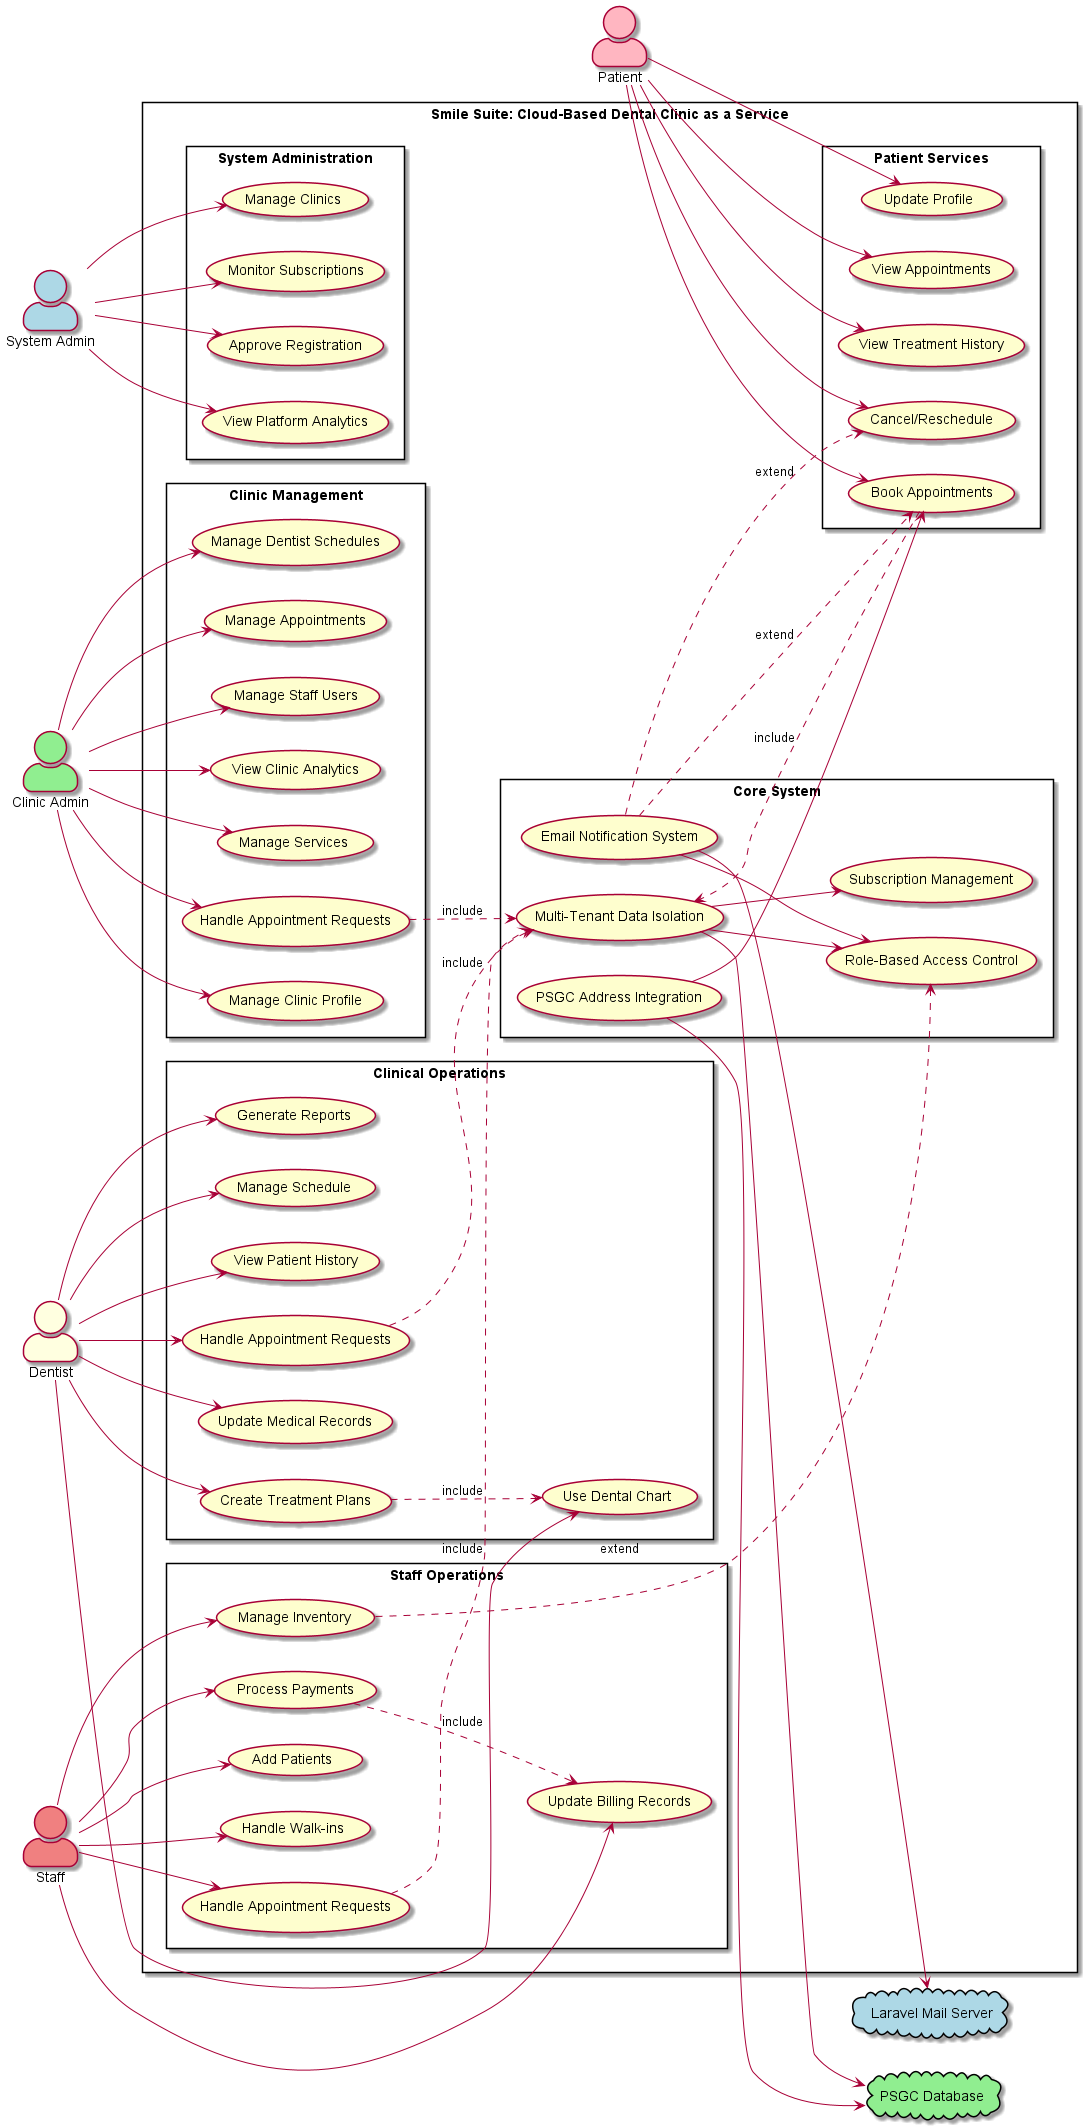 Patient
Smile Suite: Cloud-Based Dental Clinic as a Service
System Administration
Manage Clinics
Monitor Subscriptions
Approve Registration
View Platform Analytics
System Admin
Patient Services
Update Profile
View Appointments
View Treatment History
Cancel/Reschedule
Book Appointments
extend
extend
include
Clinic Management
Manage Dentist Schedules
Manage Appointments
Manage Staff Users
View Clinic Analytics
Manage Services
Handle Appointment Requests
Manage Clinic Profile
Clinic Admin
include
include
Core System
Email Notification System
Multi-Tenant Data Isolation
PSGC Address Integration
Subscription Management
Role-Based Access Control
Clinical Operations
Generate Reports
Manage Schedule
View Patient History
Handle Appointment Requests
Update Medical Records
Create Treatment Plans
include
Use Dental Chart
Dentist
include
extend
Staff Operations
Manage Inventory
Process Payments
include
Add Patients
Update Billing Records
Handle Walk-ins
Handle Appointment Requests
Staff
Laravel Mail Server
PSGC Database